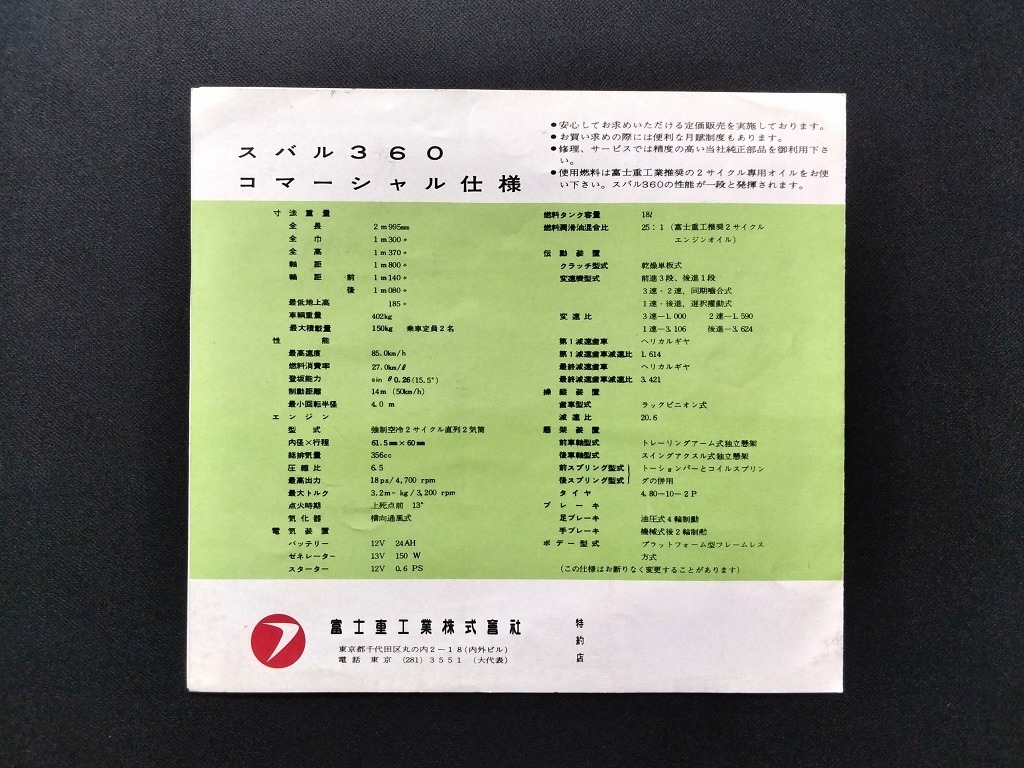 スバル360
コマーシャル仕様
●安心してお求めいただける定価販売を実施しております。
●お買い求めの際には便利な月賦制度もあります。
●修理、サービスでは精度の高い当社純正部品を御利用下さ
い。
●使用燃料は富士重工業推奨の2サイクル専用オイルをお使
い下さい。スバル360の性能が一段と発揮されます。
寸法重量
全長 2m995㎜
全巾 1m300〃
全高 1m370〃
軸距 1m800〃
輪距 前 1m140〃
後 1m080〃
最低地上高 185〃
車輌重量 402kg
最大積載量 150kg 乗車定員2名
性能
最高速度 85.0km/h
燃料消費率 27.0km/ℓ
登坂能力 sin θ 0.26 (15.5°)
制動距離 14m (50km/h)
最小回転半径 4.0 m
エンジン
型式 強制空冷2サイクル直列2気筒
内径×行程 61.5㎜×60㎜
総排気量 356cc
圧縮比 6.5
最高出力 18ps/4,700 rpm
最大トルク 3.2m-kg/3,200 rpm
点火時期 上死点前 13°
気化器 横向通風式
電気装置
バッテリー 12V 24AH
ゼネレーター 13V 150 W
スターター 12V 0.6 PS
燃料タンク容量 18ℓ
燃料潤滑油混合比 25:1 (富士重工推奨2サイクル
エンジンオイル)
伝動装置
クラッチ型式 乾燥単板式
変速機型式 前進3段、後進1段
3速・2速,同期噛合式
1速・後進,選択摺動式
変速比 3速―1.000 2速―1.590
1速―3.106 後進―3.624
第1減速歯車 ヘリカルギヤ
第1減速歯車減速比 1.614
最終減速歯車 ヘリカルギヤ
最終減速歯車減速比 3.421
操縦装置
歯車型式 ラックピニオン式
減速比 20.6
懸架装置
前車軸型式 トレーリングアーム式独立懸架
後車軸型式 スイングアクスル式独立懸架
前スプリング型式 トーションバーとコイルスプリン
後スプリング型式 グの併用
タイヤ 4.80-10-2P
ブレーキ
足ブレーキ 油圧式4輪制動
手ブレーキ 機械式後2輪制動
ボデー型式 プラットフォーム型フレームレス
方式
(この仕様はお断りなく変更することがあります)
富士重工業株式會社
東京都千代田区丸の内2-18(内外ビル)
電話 東京 (281) 3551 (大代表)
特約店